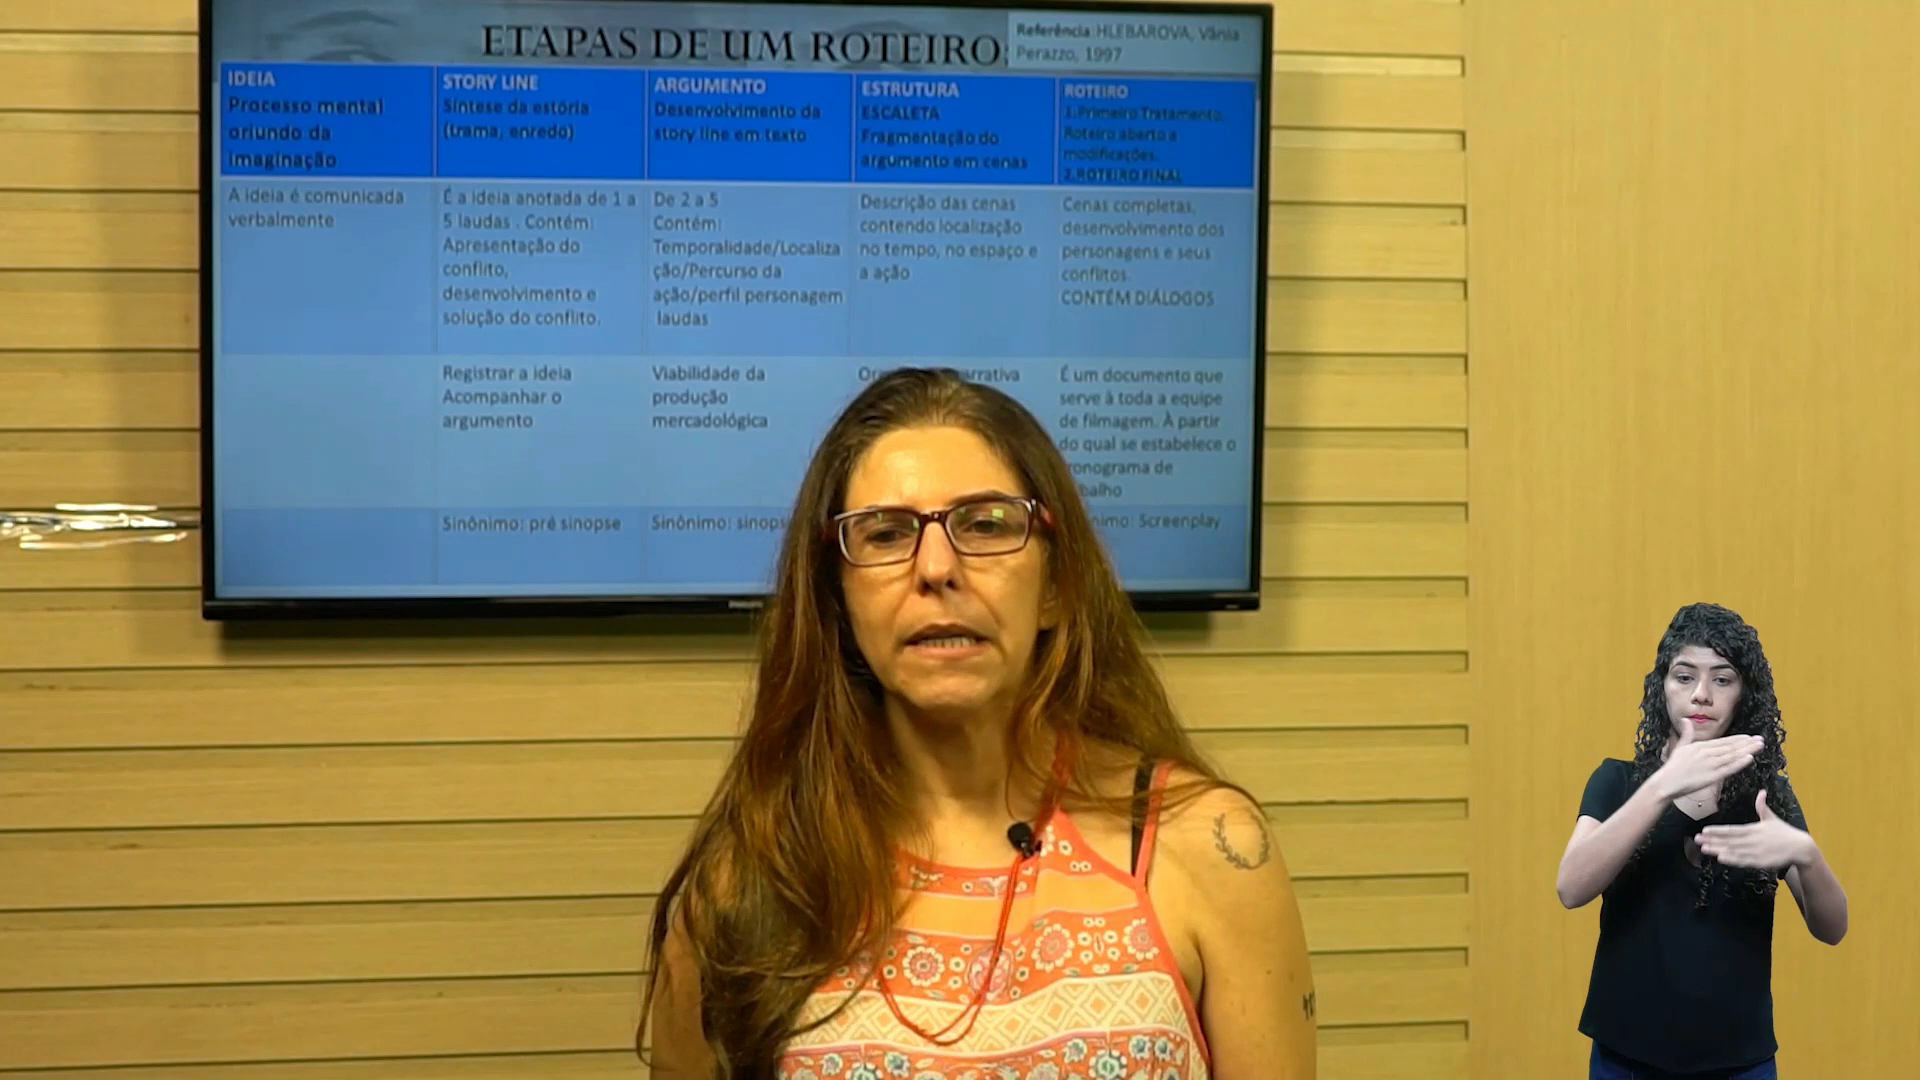 ETAPAS DE UM ROTEIRO:
Referência: HLEBAROVA, Vânia
Perazzo, 1997
IDEIA
Processo mental
oriundo da
imaginação
STORY LINE
Síntese da estória
(trama, enredo)
ARGUMENTO
Desenvolvimento da
story line em texto
ESTRUTURA
ESCALETA
Fragmentação do
argumento em cenas
ROTEIRO
1.Primeiro Tratamento.
Roteiro aberto a
modificações.
2.ROTEIRO FINAL
A ideia é comunicada
verbalmente
É a ideia anotada de 1 a
5 laudas . Contém:
Apresentação do
conflito,
desenvolvimento e
solução do conflito.
De 2 a 5
Contém:
Temporalidade/Localiza
ção/Percurso da
ação/perfil personagem
laudas
Descrição das cenas
contendo localização
no tempo, no espaço e
a ação
Cenas completas,
desenvolvimento dos
personagens e seus
conflitos.
CONTÉM DIÁLOGOS
Registrar a ideia
Acompanhar o
argumento
Viabilidade da
produção
mercadológica
É um documento que
serve à toda a equipe
de filmagem. À partir
do qual se estabelece o
Sinônimo: pré sinopse
Sinônimo:
Screenplay